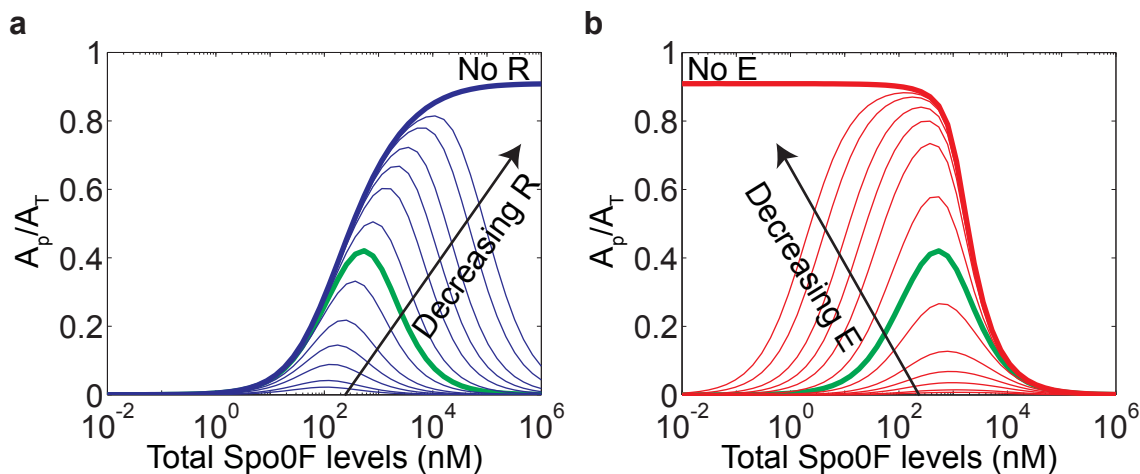 a
1
0.8
0.6
0.4
0.2
0
A_p/A_T
No R
Decreasing R
10^-2 10^0 10^2 10^4 10^6
Total Spo0F levels (nM)
b
1
0.8
0.6
0.4
0.2
0
A_p/A_T
No E
Decreasing E
10^-2 10^0 10^2 10^4 10^6
Total Spo0F levels (nM)